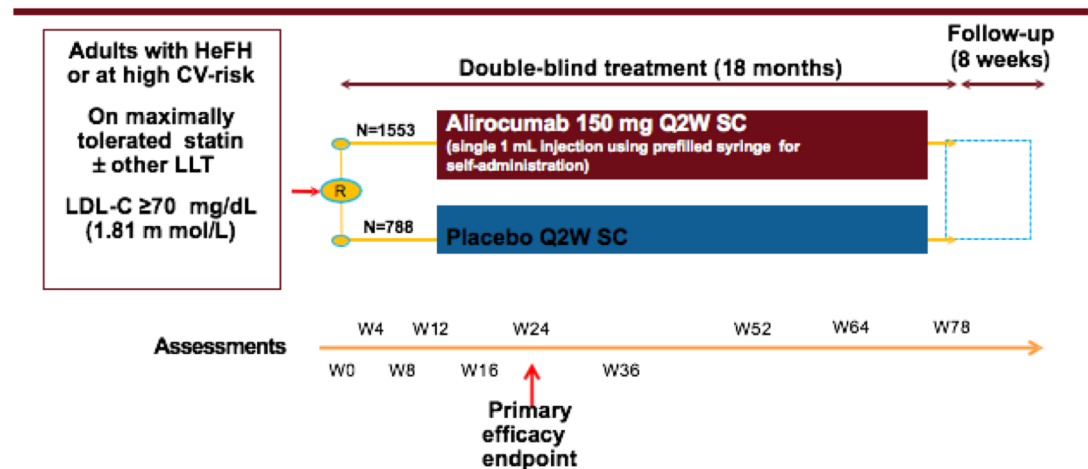 Adults with HeFH
or at high CV-risk
On maximally
tolerated statin
± other LLT
LDL-C ≥70 mg/dL
(1.81 m mol/L)
Double-blind treatment (18 months)
Follow-up
(8 weeks)
N=1553
Alirocumab 150 mg Q2W SC
(single 1 mL injection using prefilled syringe for
self-administration)
R
N=788
Placebo Q2W SC
W4 W12 W24 W52 W64 W78
Assessments
W0 W8 W16 W36
Primary
efficacy
endpoint